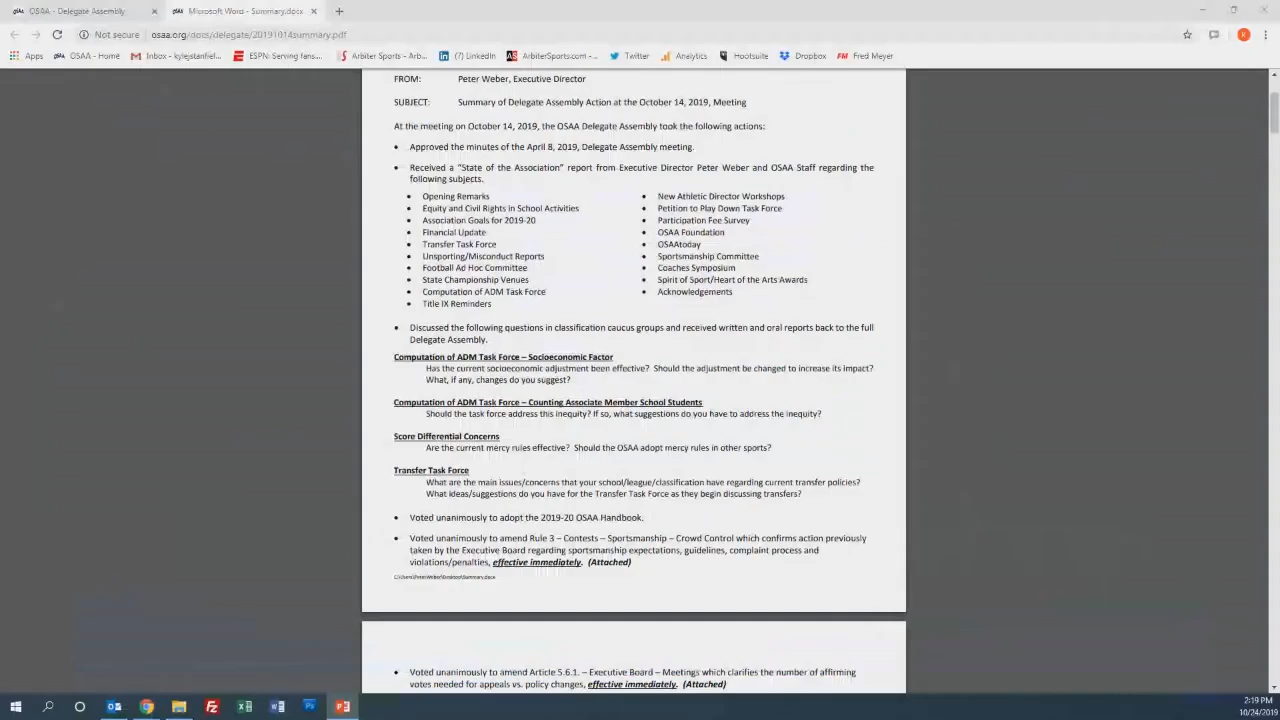 OSAA - Delegate Assembly
Microsoft Word - Summary.docx
Not secure osaa.org/docs/delegate/20191014summary.pdf
Apps OSAA - Home Inbox - kylejstanfiel... ESPN: Serving fans... Arbiter Sports - Arb... (7) LinkedIn ArbiterSports.com -... Twitter Analytics Hootsuite Dropbox FM Fred Meyer
FROM: Peter Weber, Executive Director
SUBJECT: Summary of Delegate Assembly Action at the October 14, 2019, Meeting
At the meeting on October 14, 2019, the OSAA Delegate Assembly took the following actions:
• Approved the minutes of the April 8, 2019, Delegate Assembly meeting.
• Received a "State of the Association" report from Executive Director Peter Weber and OSAA Staff regarding the
following subjects.
• Opening Remarks
• Equity and Civil Rights in School Activities
• Association Goals for 2019-20
• Financial Update
• Transfer Task Force
• Unsporting/Misconduct Reports
• Football Ad Hoc Committee
• State Championship Venues
• Computation of ADM Task Force
• Title IX Reminders
• New Athletic Director Workshops
• Petition to Play Down Task Force
• Participation Fee Survey
• OSAA Foundation
• OSAAtoday
• Sportsmanship Committee
• Coaches Symposium
• Spirit of Sport/Heart of the Arts Awards
• Acknowledgements
• Discussed the following questions in classification caucus groups and received written and oral reports back to the full
Delegate Assembly.
Computation of ADM Task Force – Socioeconomic Factor
Has the current socioeconomic adjustment been effective? Should the adjustment be changed to increase its impact?
What, if any, changes do you suggest?
Computation of ADM Task Force – Counting Associate Member School Students
Should the task force address this inequity? If so, what suggestions do you have to address the inequity?
Score Differential Concerns
Are the current mercy rules effective? Should the OSAA adopt mercy rules in other sports?
Transfer Task Force
What are the main issues/concerns that your school/league/classification have regarding current transfer policies?
What ideas/suggestions do you have for the Transfer Task Force as they begin discussing transfers?
• Voted unanimously to adopt the 2019-20 OSAA Handbook.
• Voted unanimously to amend Rule 3 – Contests – Sportsmanship – Crowd Control which confirms action previously
taken by the Executive Board regarding sportsmanship expectations, guidelines, complaint process and
violations/penalties, effective immediately. (Attached)
C:\Users\PeterWeber\Desktop\Summary.docx
• Voted unanimously to amend Article 5.6.1. – Executive Board – Meetings which clarifies the number of affirming
votes needed for appeals vs. policy changes, effective immediately. (Attached)
2:19 PM
10/24/2019